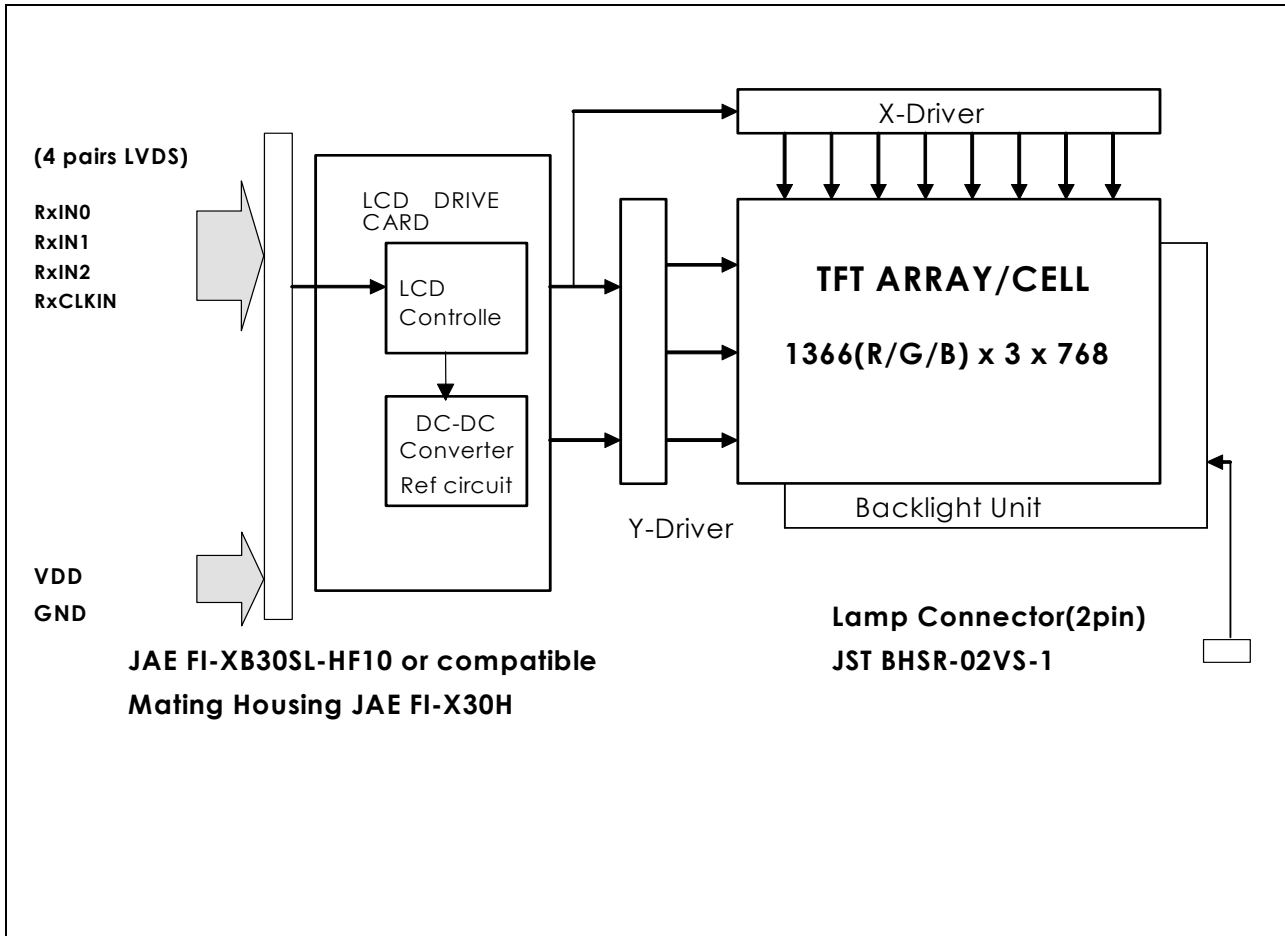 X-Driver
(4 pairs LVDS)
RxIN0
RxIN1
RxIN2
RxCLKIN
LCD DRIVE
CARD
LCD
Controlle
DC-DC
Converter
Ref circuit
TFT ARRAY/CELL
1366(R/G/B) x 3 x 768
Backlight Unit
Y-Driver
VDD
GND
JAE FI-XB30SL-HF10 or compatible
Mating Housing JAE FI-X30H
Lamp Connector(2pin)
JST BHSR-02VS-1